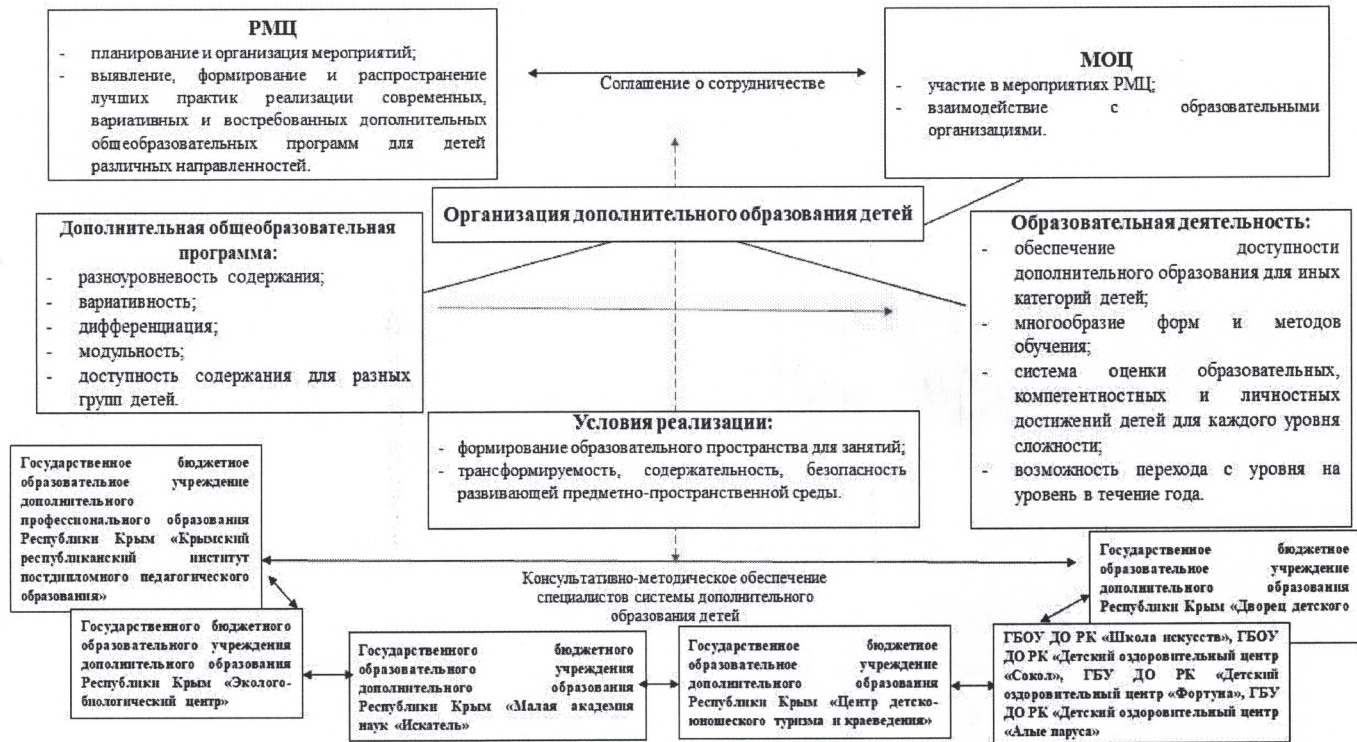 РМЦ
- планирование и организация мероприятий;
- выявление, формирование и распространение
лучших практик реализации современных,
вариативных и востребованных дополнительных
общеобразовательных программ для детей
различных направленностей.
Соглашение о сотрудничестве
МОЦ
- участие в мероприятиях РМЦ;
- взаимодействие с образовательными
организациями.
Организация дополнительного образования детей
Дополнительная общеобразовательная
программа:
- разноуровневость содержания;
- вариативность;
- дифференциация;
- модульность;
- доступность содержания для разных
групп детей.
Образовательная деятельность:
- обеспечение доступности
дополнительного образования для иных
категорий детей;
- многообразие форм и методов
обучения;
- система оценки образовательных,
компетентностных и личностных
достижений детей для каждого уровня
сложности;
- возможность перехода с уровня на
уровень в течение года.
Условия реализации:
- формирование образовательного пространства для занятий;
- трансформируемость, содержательность, безопасность
развивающей предметно-пространственной среды.
Государственное бюджетное
образовательное учреждение
дополнительного
профессионального образования
Республики Крым «Крымский
республиканский институт
постдипломного педагогического
образования»
Консультативно-методическое обеспечение
специалистов системы дополнительного
образования детей
Государственное бюджетное
образовательное учреждение
дополнительного образования
Республики Крым «Дворец детского
Государственного бюджетного
образовательного учреждения
дополнительного образования
Республики Крым «Эколого-
биологический центр»
Государственного бюджетного
образовательного учреждения
дополнительного образования
Республики Крым «Малая академия
наук «Искатель»
Государственное бюджетное
образовательное учреждение
дополнительного образования
Республики Крым «Центр детско-
юношеского туризма и краеведения»
ГБОУ ДО РК «Школа искусств», ГБОУ
ДО РК «Детский оздоровительный центр
«Сокол», ГБУ ДО РК «Детский
оздоровительный центр «Фортуна», ГБУ
ДО РК «Детский оздоровительный центр
«Алые паруса»